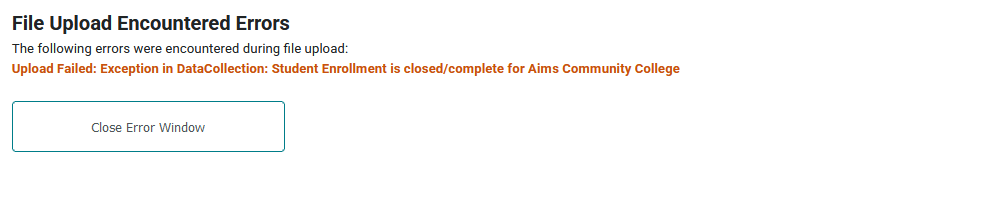 File Upload Encountered Errors
The following errors were encountered during file upload:
Upload Failed: Exception in DataCollection: Student Enrollment is closed/complete for Aims Community College
Close Error Window